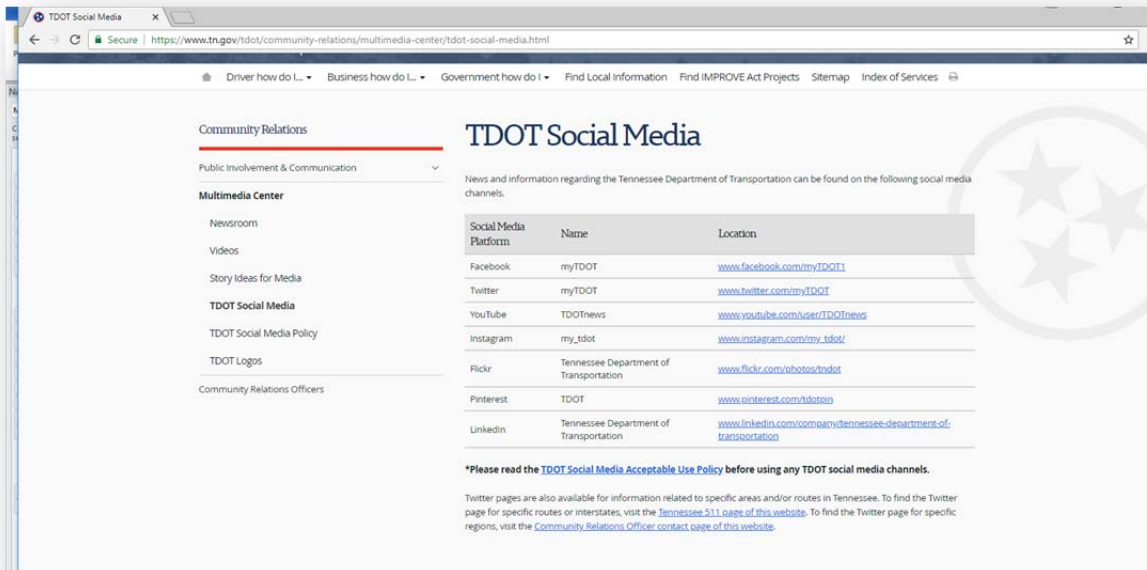 TDOT Social Media
Secure https://www.tn.gov/tdot/community-relations/multimedia-center/tdot-social-media.html
Driver how do I... Business how do I... Government how do I Find Local Information Find IMPROVE Act Projects Sitemap Index of Services
Community Relations
Public Involvement & Communication
Multimedia Center
Newsroom
Videos
Story Ideas for Media
TDOT Social Media
TDOT Social Media Policy
TDOT Logos
Community Relations Officers
TDOT Social Media
News and information regarding the Tennessee Department of Transportation can be found on the following social media
channels.
Social Media
Platform Name Location
Facebook myTDOT www.facebook.com/myTDOT1
Twitter myTDOT www.twitter.com/myTDOT
YouTube TDOTnews www.youtube.com/user/TDOTnews
Instagram my_tdot www.instagram.com/my_tdot/
Flickr Tennessee Department of
Transportation www.flickr.com/photos/tndot
Pinterest TDOT www.pinterest.com/tdotpin
LinkedIn Tennessee Department of
Transportation www.linkedin.com/company/tennessee-department-of-
transportation
*Please read the TDOT Social Media Acceptable Use Policy before using any TDOT social media channels.
Twitter pages are also available for information related to specific areas and/or routes in Tennessee. To find the Twitter
page for specific routes or interstates, visit the Tennessee 511 page of this website. To find the Twitter page for specific
regions, visit the Community Relations Officer contact page of this website.